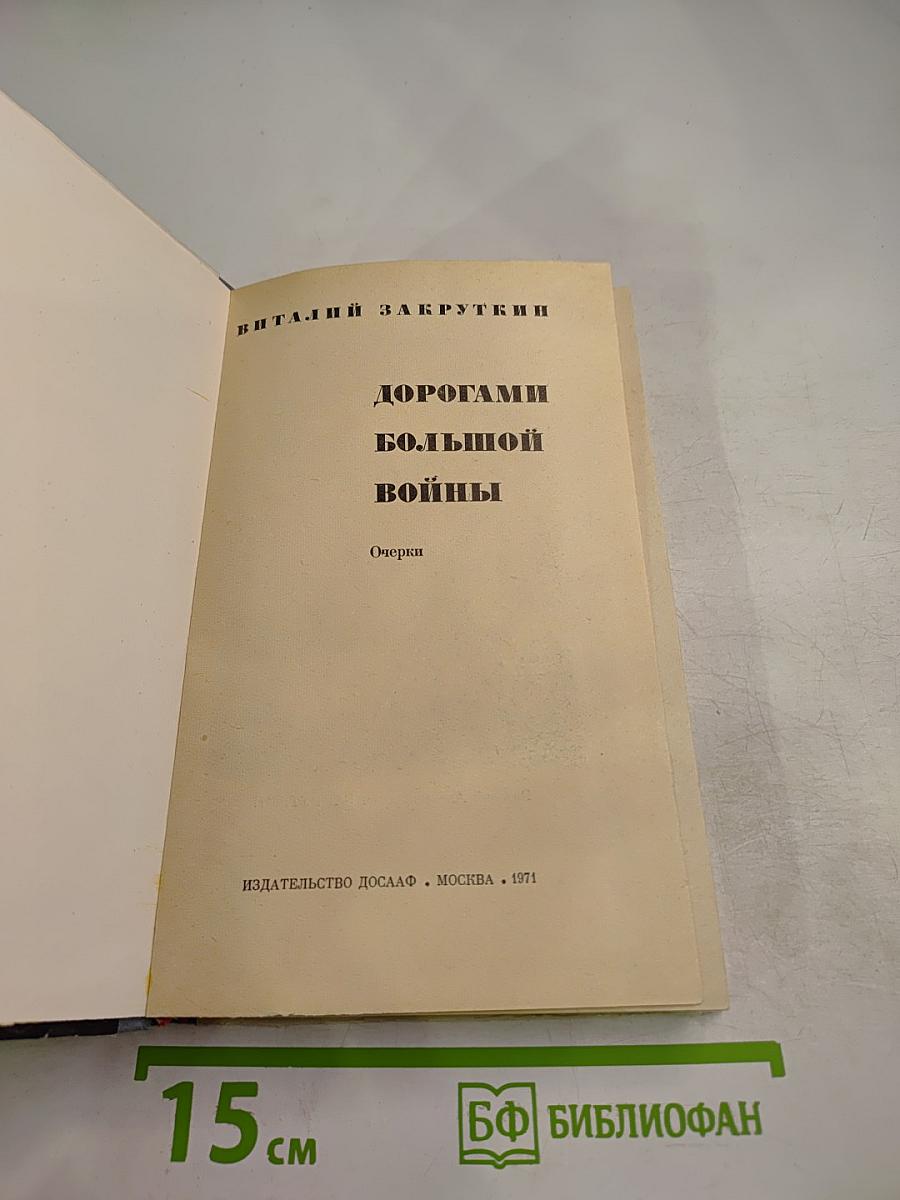 ВИТАЛИЙ ЗАКРУТКИН
ДОРОГАМИ
БОЛЬШОЙ
ВОЙНЫ
Очерки
ИЗДАТЕЛЬСТВО ДОСААФ • МОСКВА • 1971
15 см
БФ БИБЛИОФАН